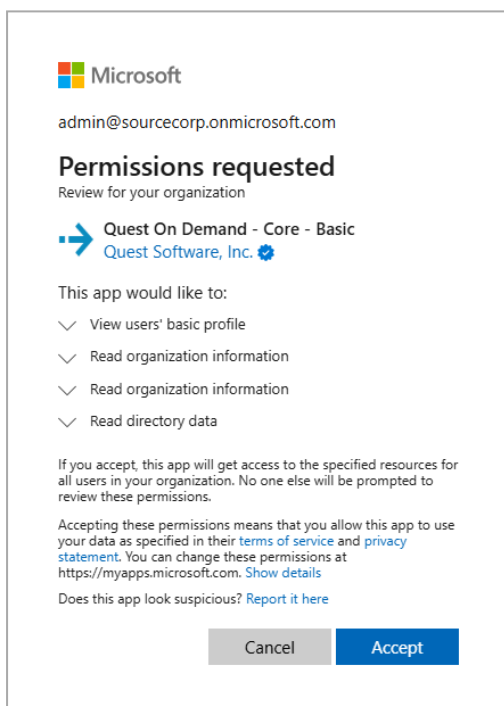 Microsoft
admin@sourcecorp.onmicrosoft.com
Permissions requested
Review for your organization
Quest On Demand - Core - Basic
Quest Software, Inc.
This app would like to:
View users' basic profile
Read organization information
Read organization information
Read directory data
If you accept, this app will get access to the specified resources for
all users in your organization. No one else will be prompted to
review these permissions.
Accepting these permissions means that you allow this app to use
your data as specified in their terms of service and privacy
statement. You can change these permissions at
https://myapps.microsoft.com. Show details
Does this app look suspicious? Report it here
Cancel Accept